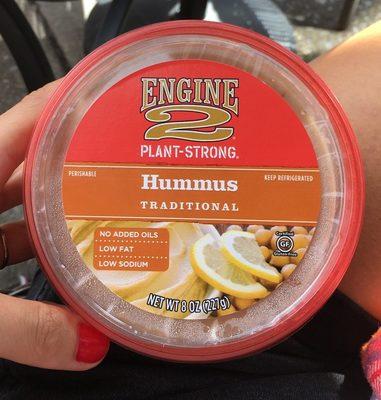 ENGINE
2
PLANT-STRONG®
PERISHABLE
Hummus
KEEP REFRIGERATED
TRADITIONAL
NO ADDED OILS
LOW FAT
LOW SODIUM
Certified
GF
NET WT 8 OZ (227g)